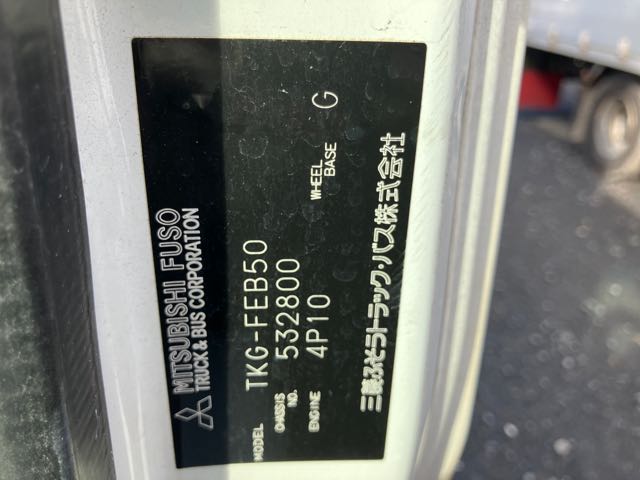 MITSUBISHI FUSO
TRUCK & BUS CORPORATION
MODEL TKG-FEB50
CHASSIS NO. 532800
ENGINE 4P10 WHEEL BASE G
三菱ふそうトラック・バス株式会社